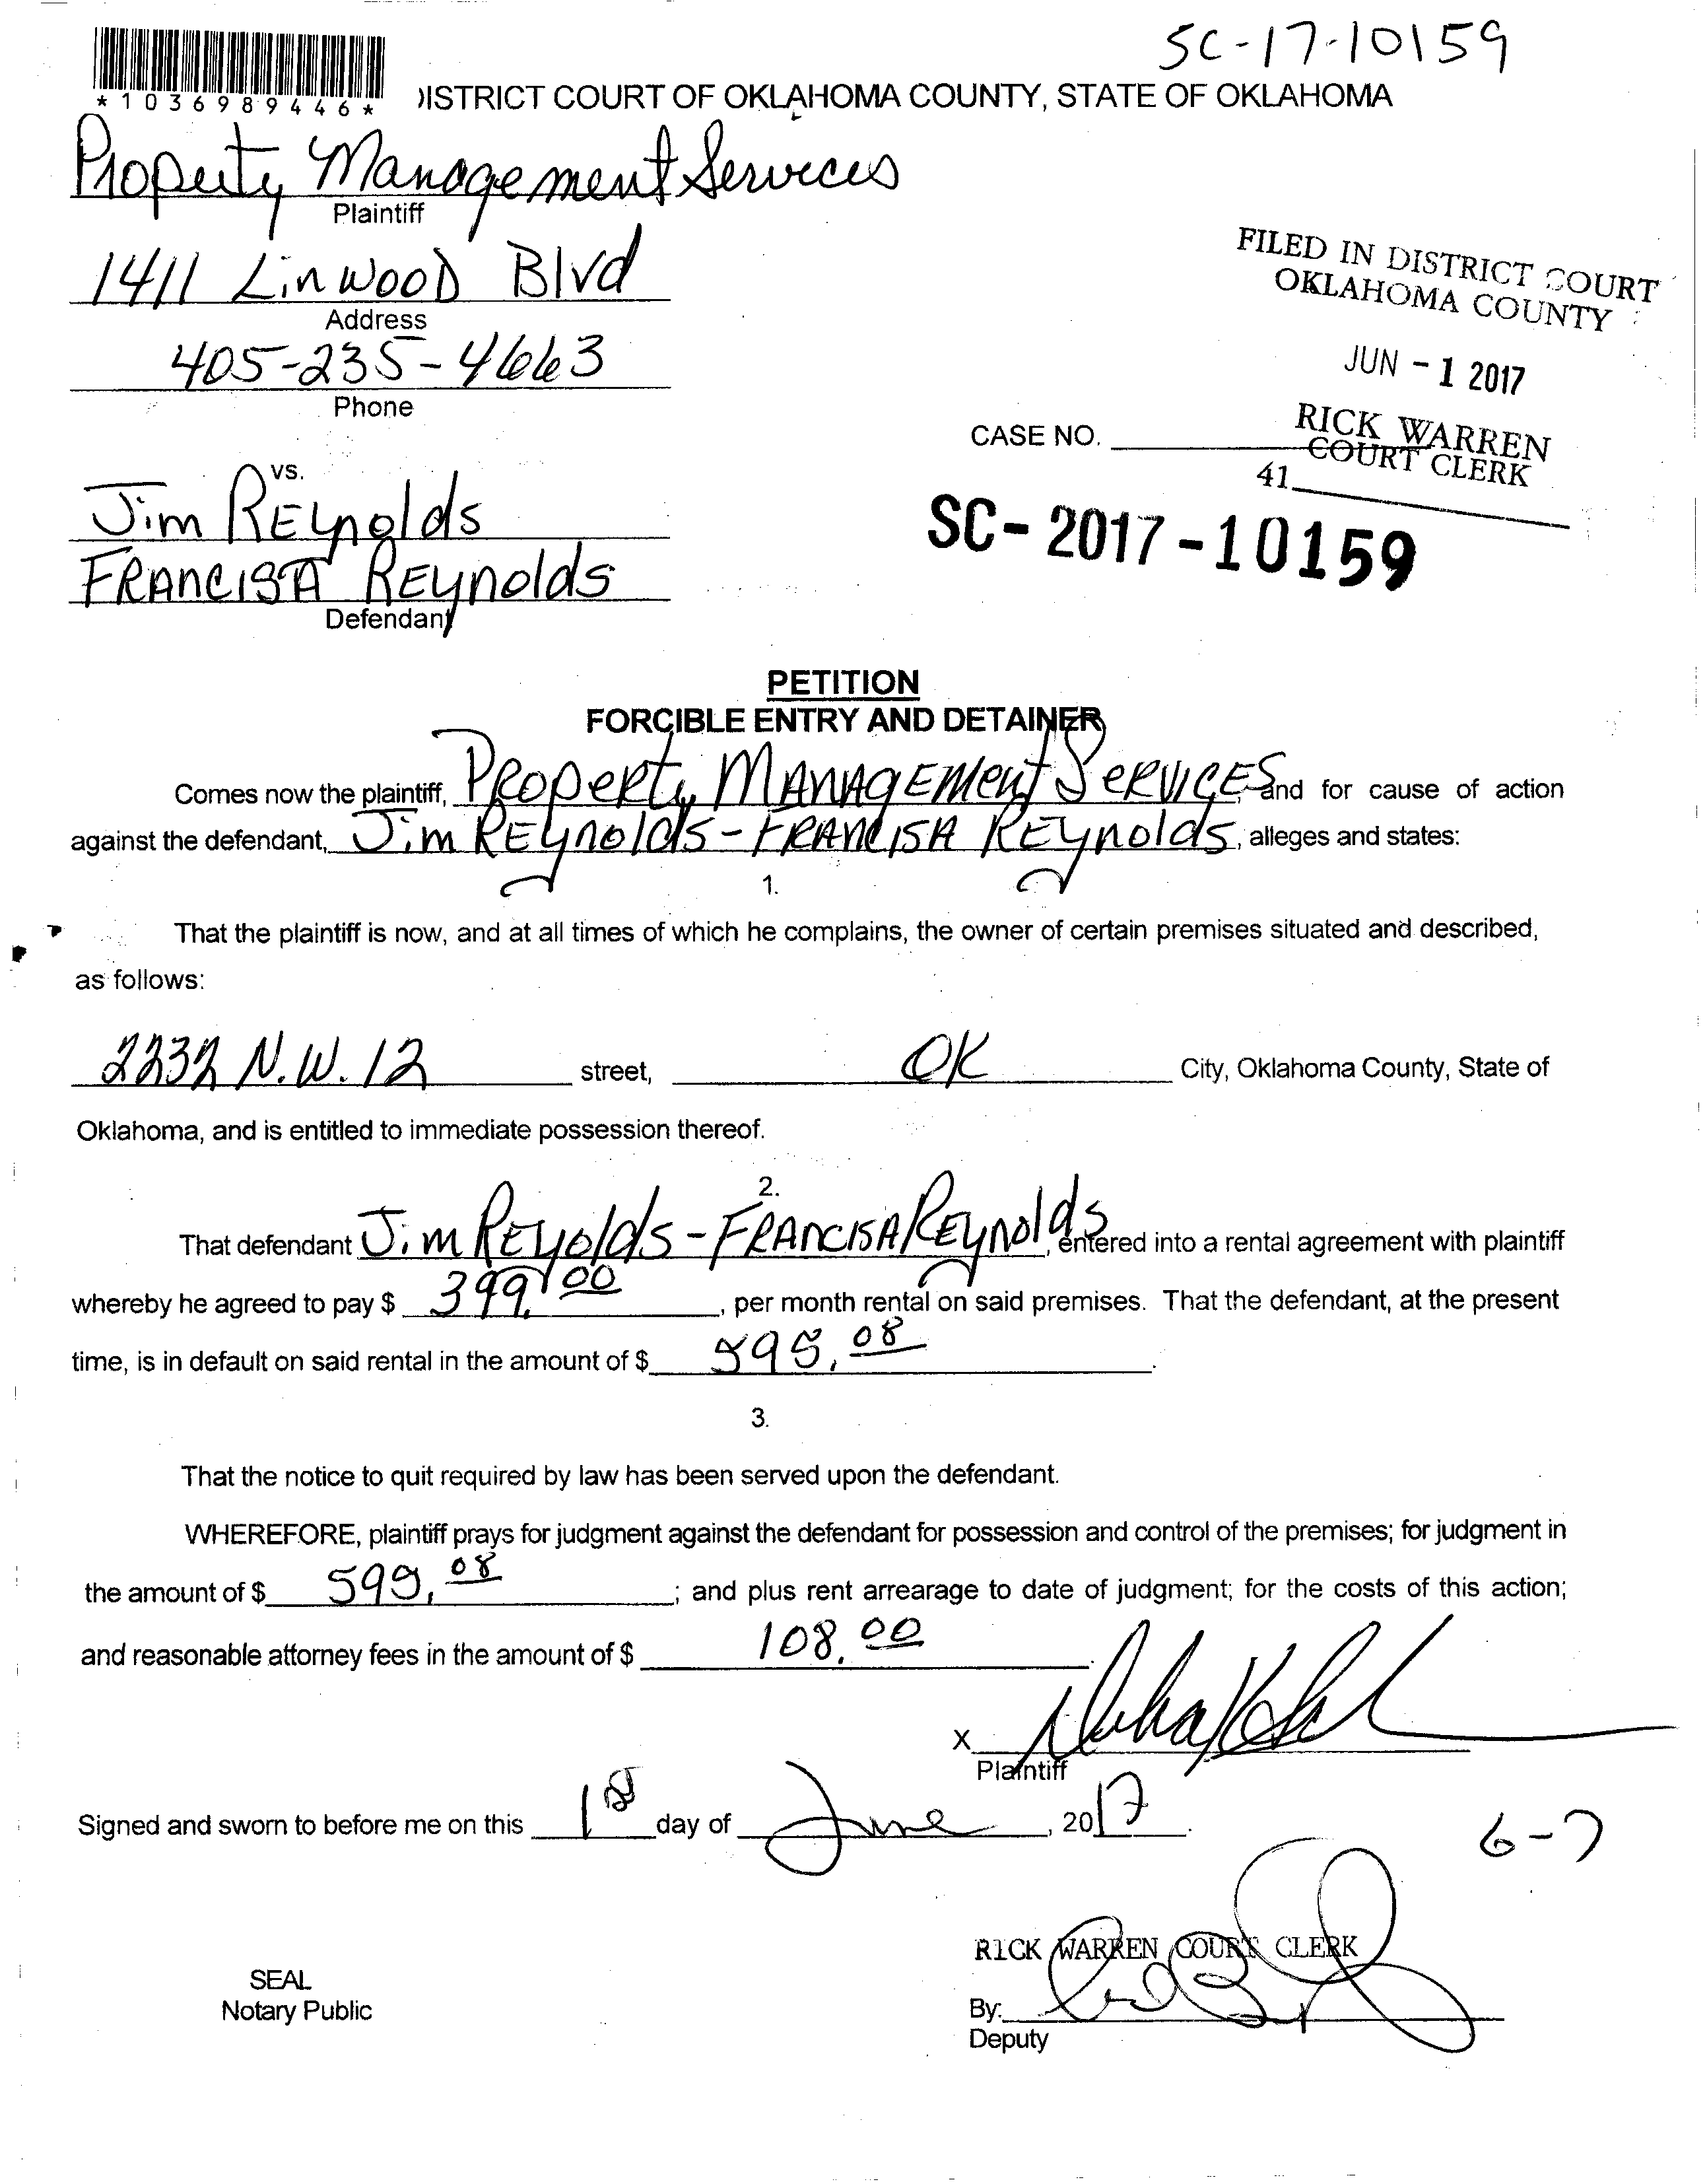 SC-17-10159
*1036989446*
DISTRICT COURT OF OKLAHOMA COUNTY, STATE OF OKLAHOMA
Property Management Services
Plaintiff
1411 Linwood Blvd
Address
405-235-4663
Phone
FILED IN DISTRICT COURT
OKLAHOMA COUNTY
JUN - 1 2017
RICK WARREN
COURT CLERK
41
CASE NO.
SC- 2017 -10159
vs.
Jim REynolds
FRANCISA REynolds
Defendant
PETITION
FORCIBLE ENTRY AND DETAINER
Comes now the plaintiff, Property MANAgEMent SERVICES, and for cause of action
against the defendant, Jim REynolds - FRANCISA REynolds, alleges and states:
1.
That the plaintiff is now, and at all times of which he complains, the owner of certain premises situated and described,
as follows:
2232 N.W. 12 street, OK City, Oklahoma County, State of
Oklahoma, and is entitled to immediate possession thereof.
2.
That defendant Jim REyolds - FRANCISA REynolds, entered into a rental agreement with plaintiff
whereby he agreed to pay $ 399.00, per month rental on said premises. That the defendant, at the present
time, is in default on said rental in the amount of $ .08.
3.
That the notice to quit required by law has been served upon the defendant.
WHEREFORE, plaintiff prays for judgment against the defendant for possession and control of the premises; for judgment in
the amount of $ 599.08; and plus rent arrearage to date of judgment; for the costs of this action;
and reasonable attorney fees in the amount of $ 108.00.
X
Plaintiff
Signed and sworn to before me on this 1st day of June, 2017.
6-7
RICK WARREN COURT CLERK
SEAL
Notary Public
By:
Deputy